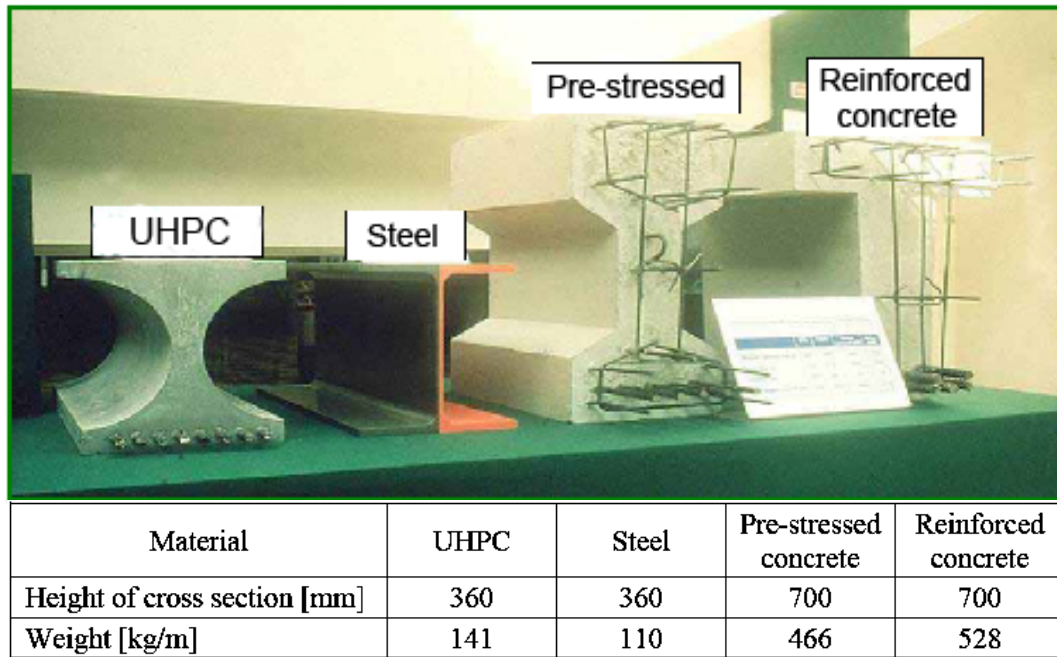 Pre-stressed
Reinforced
concrete
UHPC
Steel
Material UHPC Steel Pre-stressed concrete Reinforced concrete
Height of cross section [mm] 360 360 700 700
Weight [kg/m] 141 110 466 528